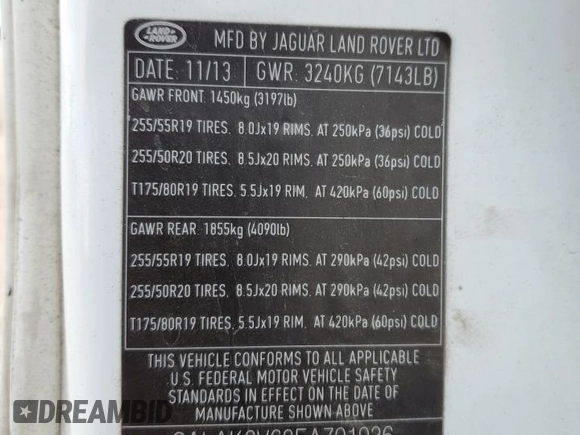 LAND ROVER
MFD BY JAGUAR LAND ROVER LTD
DATE: 11/13 GWR: 3240KG (7143LB)
GAWR FRONT: 1450kg (3197lb)
255/55R19 TIRES, 8.0Jx19 RIMS, AT 250kPa (36psi) COLD
255/50R20 TIRES, 8.5Jx20 RIMS, AT 250kPa (36psi) COLD
T175/80R19 TIRES, 5.5Jx19 RIM, AT 420kPa (60psi) COLD
GAWR REAR: 1855kg (4090lb)
255/55R19 TIRES, 8.0Jx19 RIMS, AT 290kPa (42psi) COLD
255/50R20 TIRES, 8.5Jx20 RIMS, AT 290kPa (42psi) COLD
T175/80R19 TIRES, 5.5Jx19 RIM, AT 420kPa (60psi) COLD
THIS VEHICLE CONFORMS TO ALL APPLICABLE
U.S. FEDERAL MOTOR VEHICLE SAFETY
STANDARDS IN EFFECT ON THE DATE OF
MANUFACTURE SHOWN ABOVE
AUTOHELPERBOT.COM